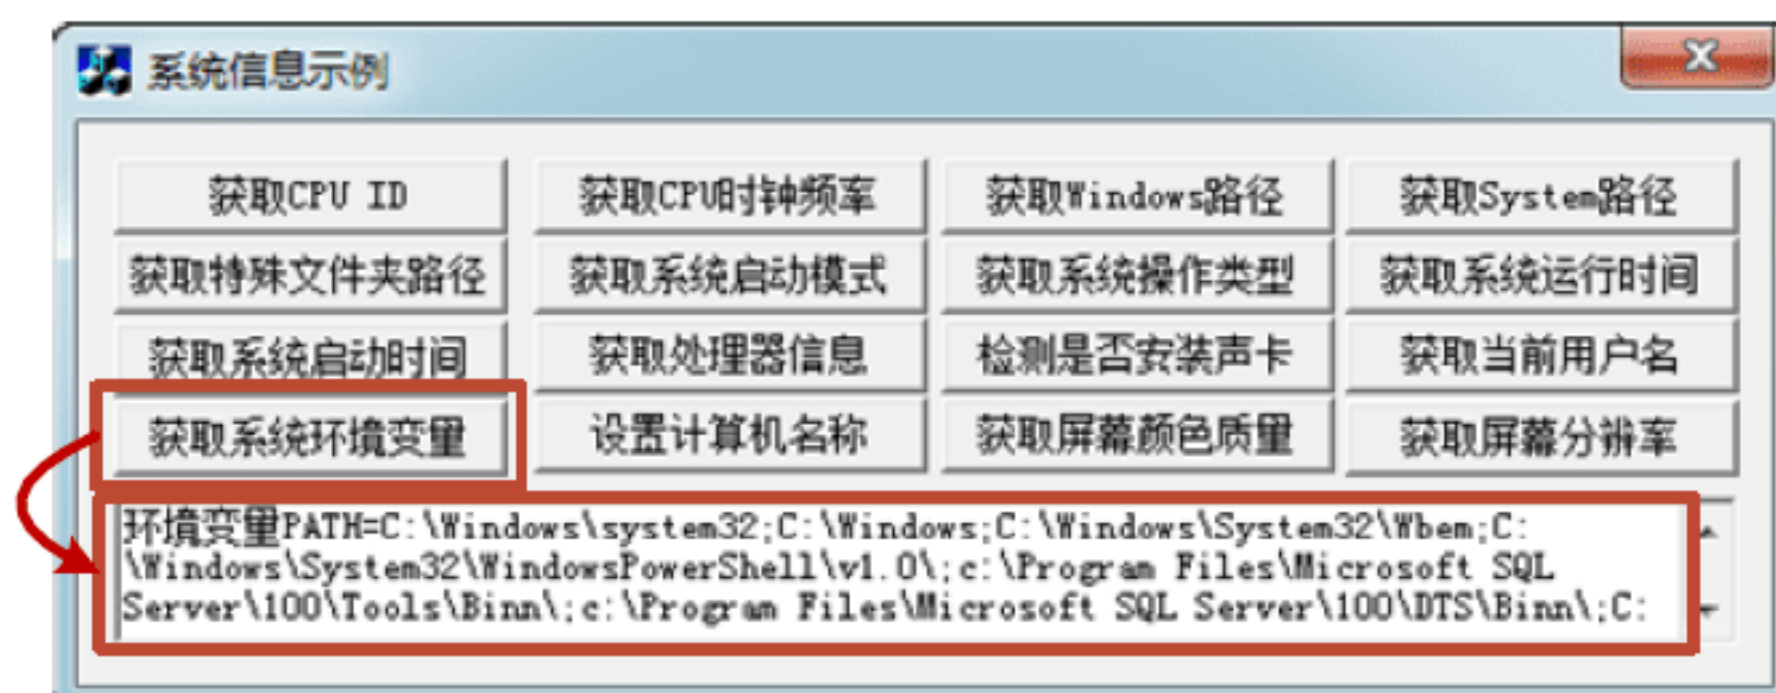 系统信息示例
获取CPU ID 获取CPU时钟频率 获取Windows路径 获取System路径
获取特殊文件夹路径 获取系统启动模式 获取系统操作类型 获取系统运行时间
获取系统启动时间 获取处理器信息 检测是否安装声卡 获取当前用户名
获取系统环境变量 设置计算机名称 获取屏幕颜色质量 获取屏幕分辨率
环境变量PATH=C:\Windows\system32;C:\Windows;C:\Windows\System32\Wbem;C:
\Windows\System32\WindowsPowerShell\v1.0\;c:\Program Files\Microsoft SQL
Server\100\Tools\Binn\;c:\Program Files\Microsoft SQL Server\100\DTS\Binn\;C: